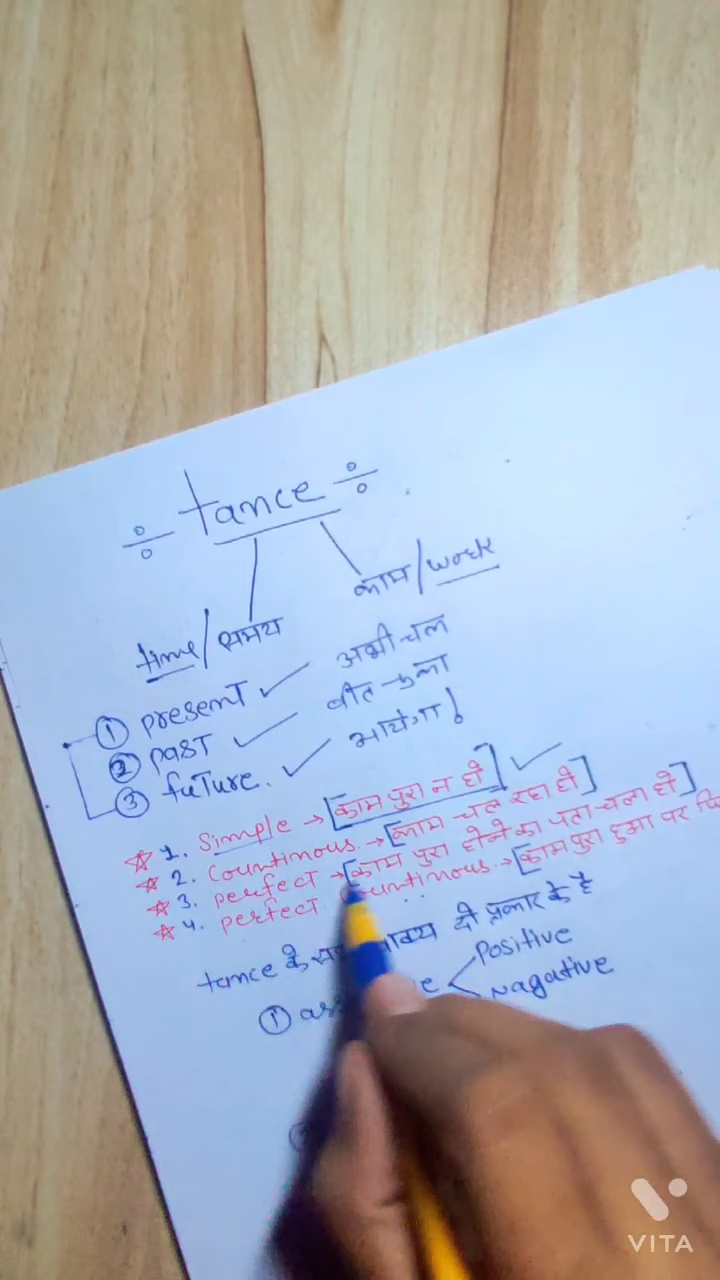 ÷ tance ÷
time/समय काम/work
① present ✓ अभी चल
② past ✓ बीत चुका
③ fuTure. ✓ आयेगा!
☆ 1. Simple → [काम पुरा न हो] ✓
☆ 2. Countinous. → [काम चल रहा हो]
☆ 3. perfect → [काम पुरा होने का पता चला हो]
☆ 4. perfect. Countinous → [काम पुरा हुआ पर
tance के वाक्य दो प्रकार के है
① Positive
Nagative
VITA